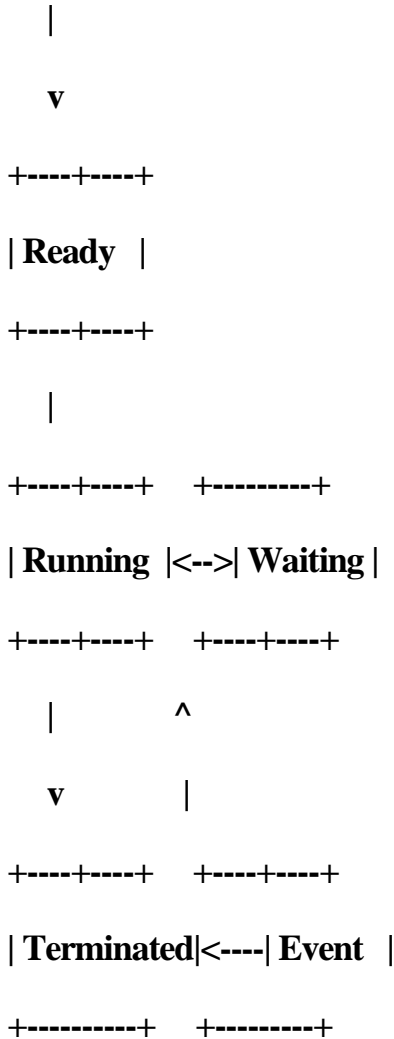 |
v
+----+----+
| Ready |
+----+----+
|
+----+----+ +---------+
| Running |<-->| Waiting |
+----+----+ +----+----+
| ^
v |
+----+----+ +----+----+
| Terminated|<----| Event |
+----------+ +---------+